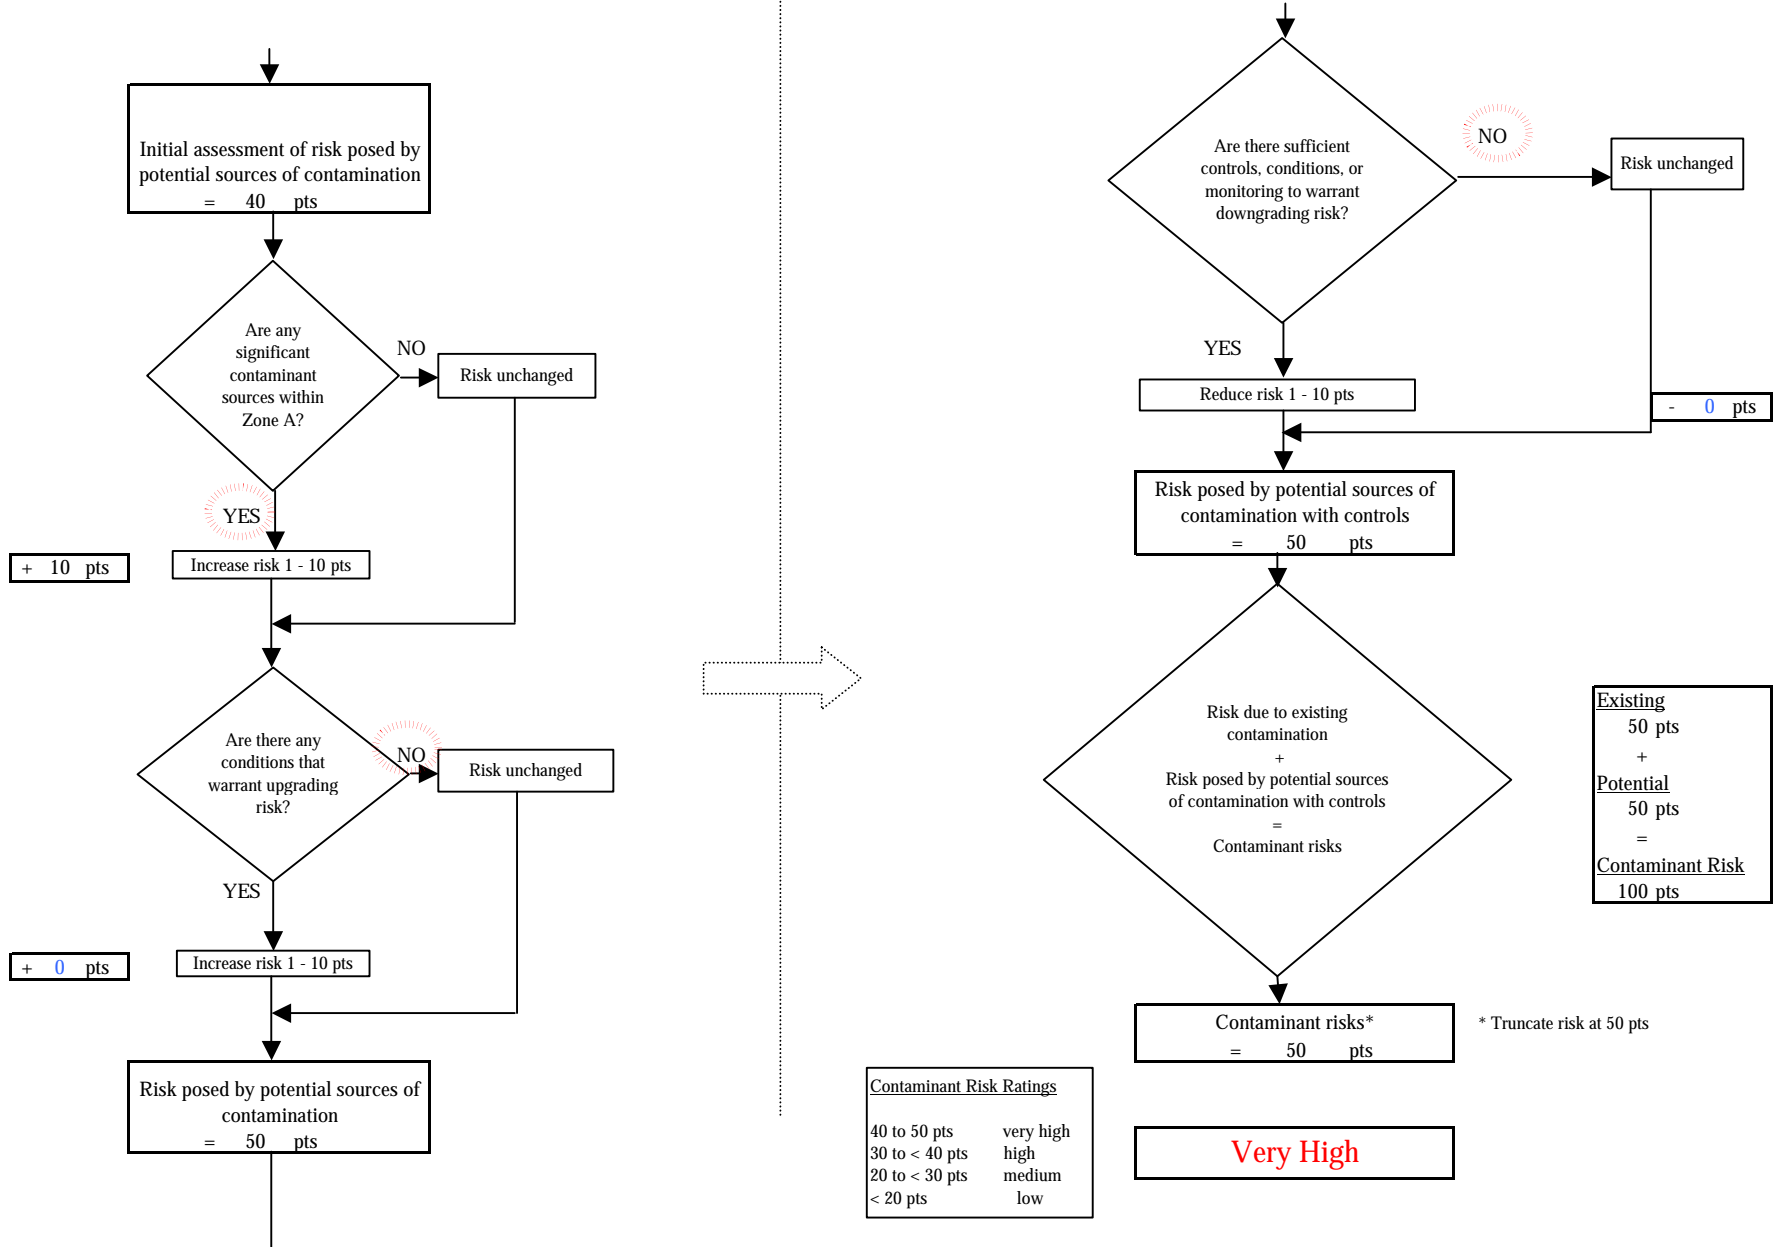 Initial assessment of risk posed by
potential sources of contamination
= 40 pts
Are any
significant
contaminant
sources within
Zone A?
NO
Risk unchanged
YES
+ 10 pts
Increase risk 1 - 10 pts
Are there any
conditions that
warrant upgrading
risk?
NO
Risk unchanged
YES
+ 0 pts
Increase risk 1 - 10 pts
Risk posed by potential sources of
contamination
= 50 pts
Are there sufficient
controls, conditions, or
monitoring to warrant
downgrading risk?
NO
Risk unchanged
YES
Reduce risk 1 - 10 pts
- 0 pts
Risk posed by potential sources of
contamination with controls
= 50 pts
Risk due to existing
contamination
+
Risk posed by potential sources
of contamination with controls
=
Contaminant risks
Existing
50 pts
+
Potential
50 pts
=
Contaminant Risk
100 pts
Contaminant risks*
= 50 pts
* Truncate risk at 50 pts
Contaminant Risk Ratings
40 to 50 pts very high
30 to < 40 pts high
20 to < 30 pts medium
< 20 pts low
Very High